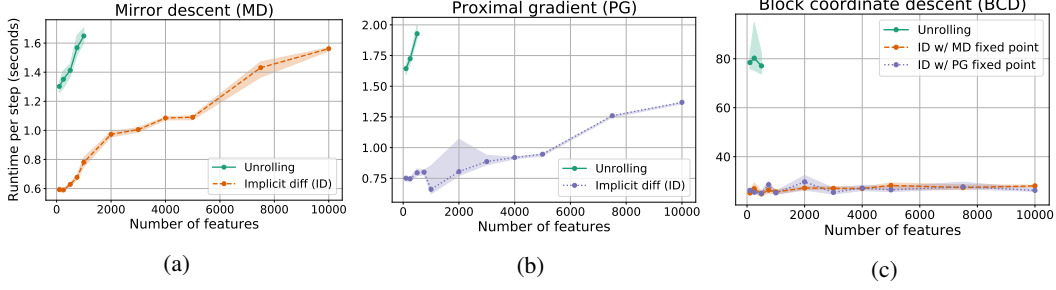 Mirror descent (MD)
Runtime per step (seconds)
1.6
1.4
1.2
1.0
0.8
0.6
0 2000 4000 6000 8000 10000
Number of features
Unrolling
Implicit diff (ID)
(a)
Proximal gradient (PG)
2.00
1.75
1.50
1.25
1.00
0.75
0 2000 4000 6000 8000 10000
Number of features
Unrolling
Implicit diff (ID)
(b)
Block coordinate descent (BCD)
80
60
40
0 2000 4000 6000 8000 10000
Number of features
Unrolling
ID w/ MD fixed point
ID w/ PG fixed point
(c)